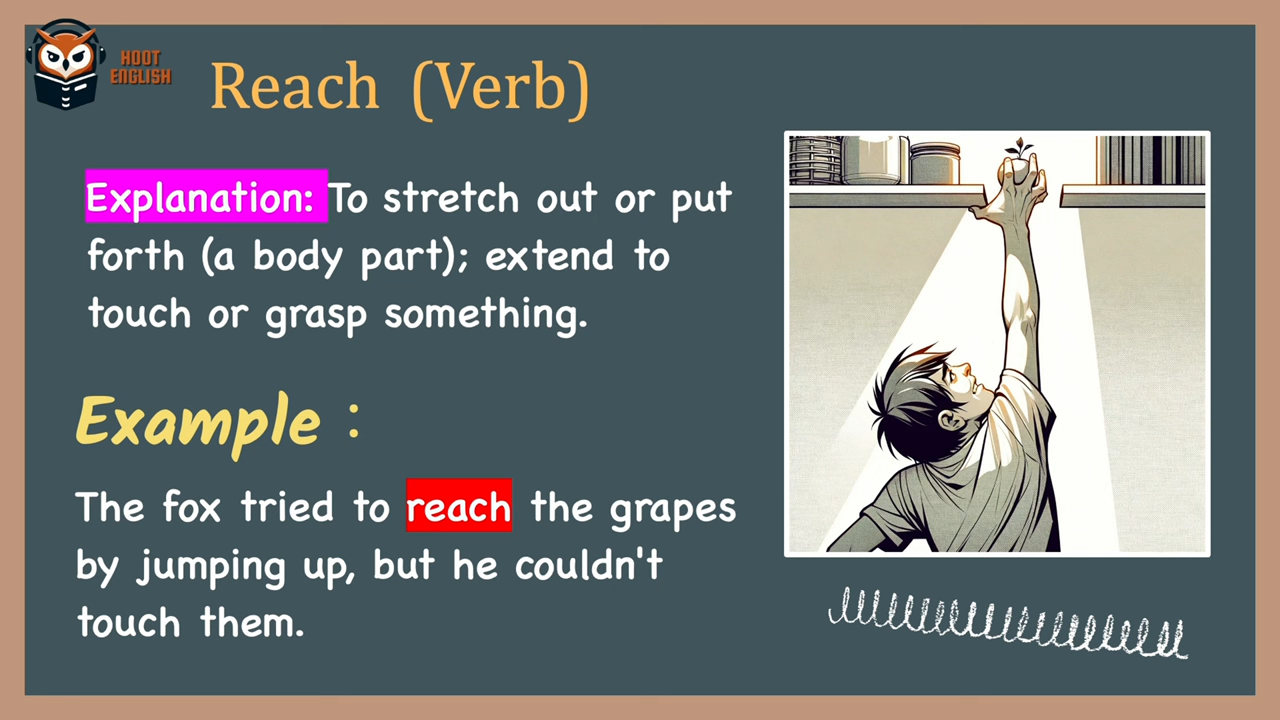 HOOT
ENGLISH
Reach (Verb)
Explanation: To stretch out or put
forth (a body part); extend to
touch or grasp something.
Example :
The fox tried to reach the grapes
by jumping up, but he couldn't
touch them.